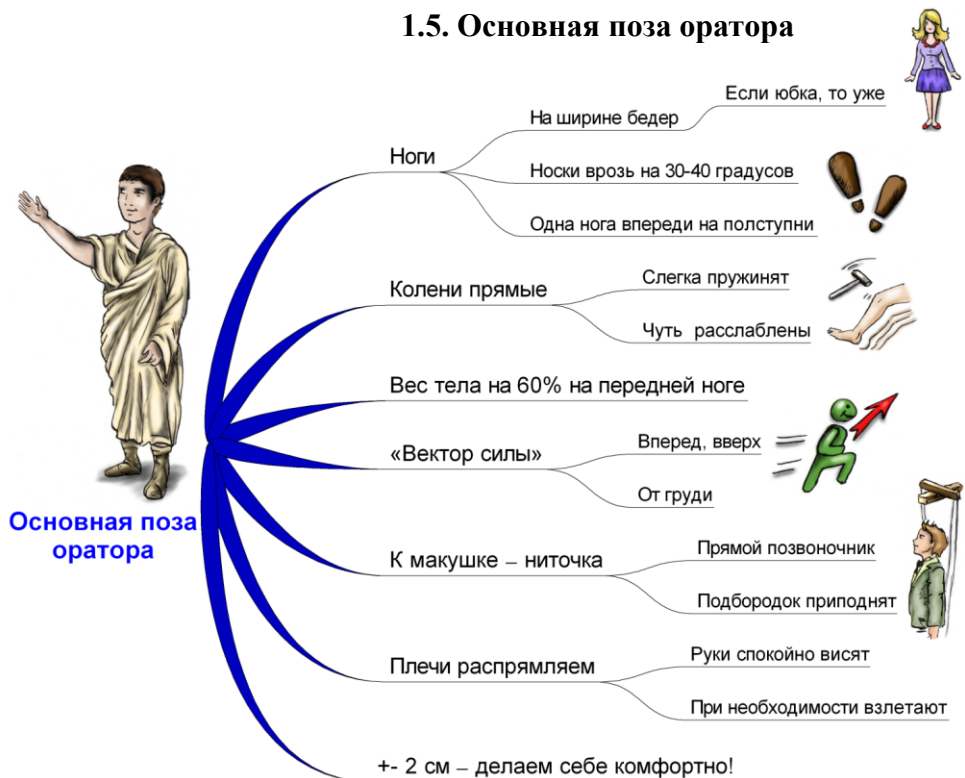 1.5. Основная поза оратора
Основная поза
оратора
Ноги
На ширине бедер
Если юбка, то уже
Носки врозь на 30-40 градусов
Одна нога впереди на полступни
Колени прямые
Слегка пружинят
Чуть расслаблены
Вес тела на 60% на передней ноге
«Вектор силы»
Вперед, вверх
От груди
К макушке – ниточка
Прямой позвоночник
Подбородок приподнят
Плечи распрямляем
Руки спокойно висят
При необходимости взлетают
+- 2 см – делаем себе комфортно!